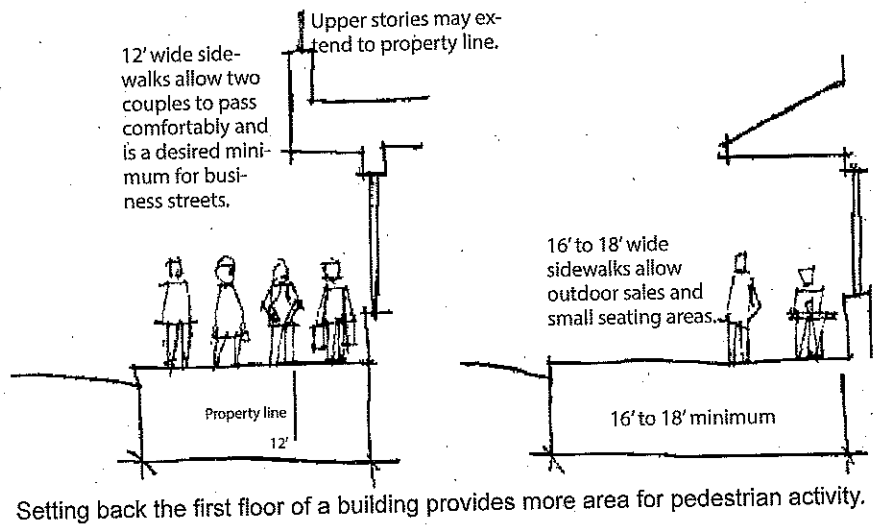 Upper stories may ex-
tend to property line.
12' wide side-
walks allow two
couples to pass
comfortably and
is a desired mini-
mum for busi-
ness streets.
16' to 18' wide
sidewalks allow
outdoor sales and
small seating areas.
Property line
12'
16' to 18' minimum
Setting back the first floor of a building provides more area for pedestrian activity.